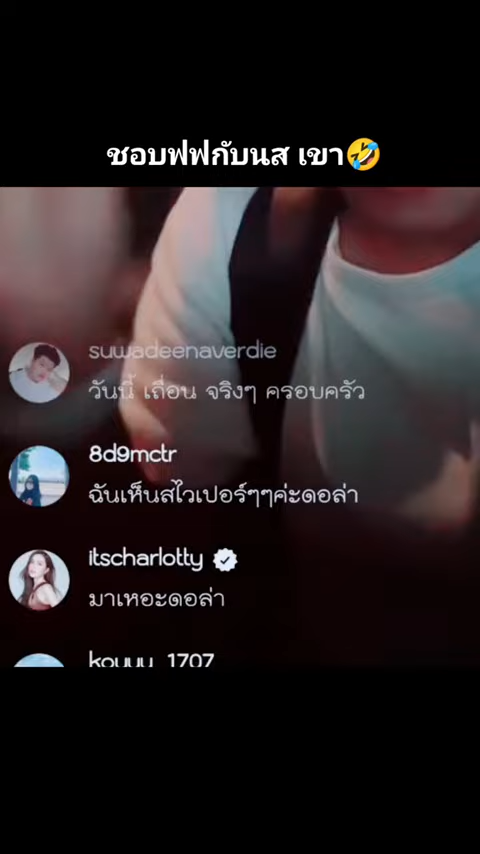 ชอบฟฟกับนส เขา🤣
suwadeenaverdie
วันนี้ เถื่อน จริงๆ ครอบครัว
8d9mctr
ฉันเห็นสไวเปอร์ๆๆค่ะดอล่า
itscharlotty
มาเหอะดอล่า
kouuu_1707